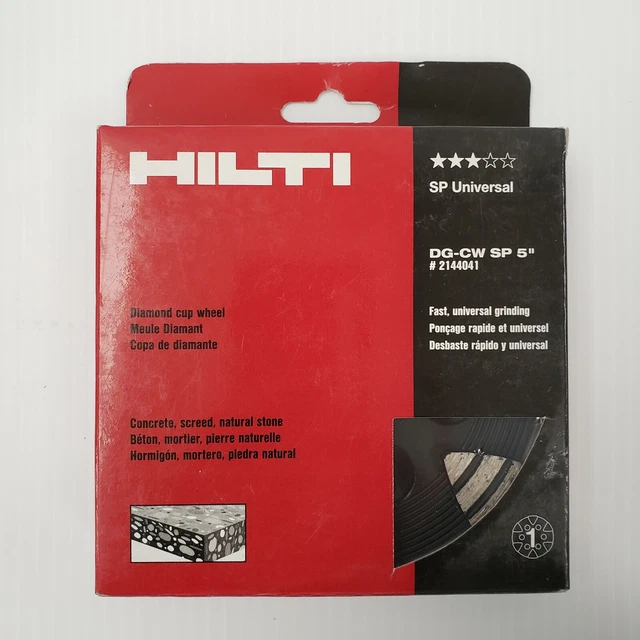 HILTI
SP Universal
DG-CW SP 5"
# 2144041
Diamond cup wheel
Meule Diamant
Copa de diamante
Fast, universal grinding
Ponçage rapide et universel
Desbaste rápido y universal
Concrete, screed, natural stone
Béton, mortier, pierre naturelle
Hormigón, mortero, piedra natural
1